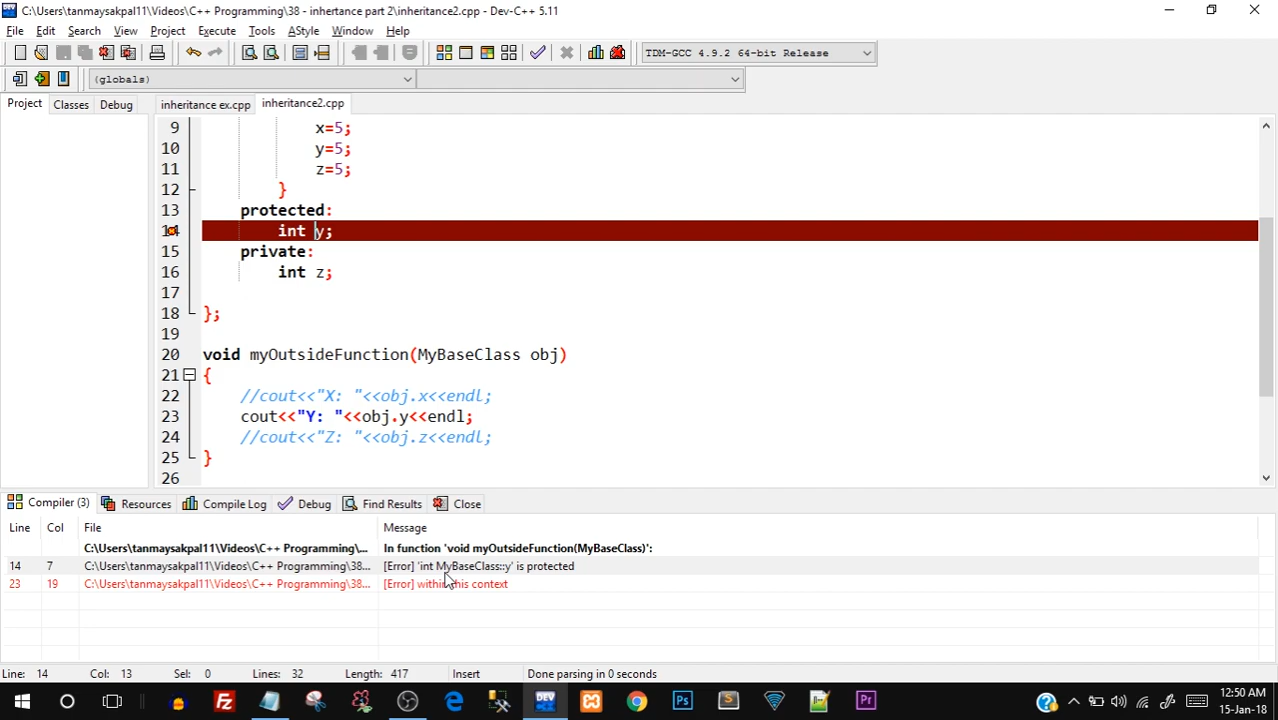 C:\Users\tanmaysakpal11\Videos\C++ Programming\38 - inhertance part 2\inheritance2.cpp - Dev-C++ 5.11
File Edit Search View Project Execute Tools AStyle Window Help
TDM-GCC 4.9.2 64-bit Release
(globals)
Project Classes Debug inheritance ex.cpp inheritance2.cpp
9 x=5;
10 y=5;
11 z=5;
12 }
13 protected:
14 int y;
15 private:
16 int z;
17
18 };
19
20 void myOutsideFunction(MyBaseClass obj)
21 {
22 //cout<<"X: "<<obj.x<<endl;
23 cout<<"Y: "<<obj.y<<endl;
24 //cout<<"Z: "<<obj.z<<endl;
25 }
26
Compiler (3) Resources Compile Log Debug Find Results Close
Line Col File Message
C:\Users\tanmaysakpal11\Videos\C++ Programming\... In function 'void myOutsideFunction(MyBaseClass)':
14 7 C:\Users\tanmaysakpal11\Videos\C++ Programming\38... [Error] 'int MyBaseClass::y' is protected
23 19 C:\Users\tanmaysakpal11\Videos\C++ Programming\38... [Error] within this context
Line: 14 Col: 13 Sel: 0 Lines: 32 Length: 417 Insert Done parsing in 0 seconds
12:50 AM
15-Jan-18